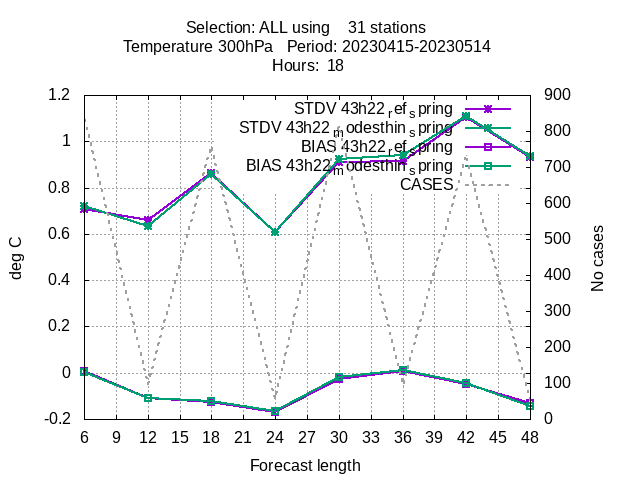 Selection: ALL using    31 stations
Temperature 300hPa   Period: 20230415-20230514
Hours: 18
1.2
1
0.8
0.6
0.4
0.2
0
-0.2
900
800
700
600
500
400
300
200
100
0
STDV 43h22_ref_spring
STDV 43h22_modesthin_spring
BIAS 43h22_ref_spring
BIAS 43h22_modesthin_spring
CASES
deg C
No cases
6 9 12 15 18 21 24 27 30 33 36 39 42 45 48
Forecast length